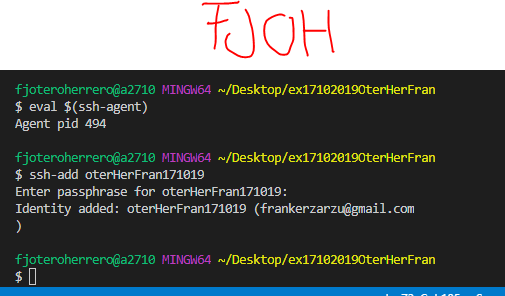 FJOH
fjoteroherrero@a2710 MINGW64 ~/Desktop/ex17102019OterHerFran
$ eval $(ssh-agent)
Agent pid 494
fjoteroherrero@a2710 MINGW64 ~/Desktop/ex17102019OterHerFran
$ ssh-add oterHerFran171019
Enter passphrase for oterHerFran171019:
Identity added: oterHerFran171019 (frankerzarzu@gmail.com
)
fjoteroherrero@a2710 MINGW64 ~/Desktop/ex17102019OterHerFran
$